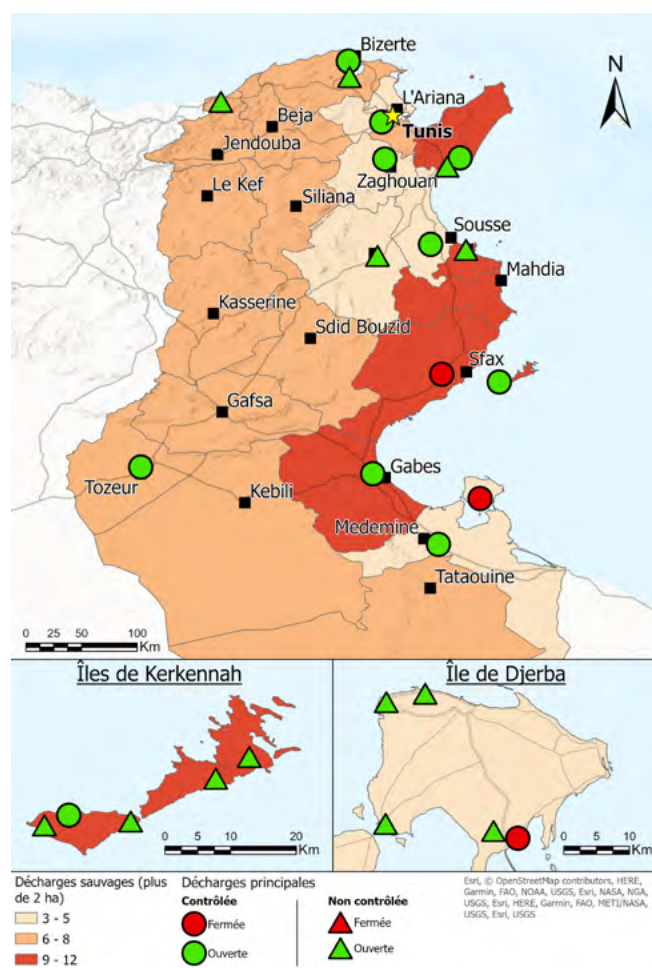 Bizerte
N
L'Ariana
Beja
Tunis
Jendouba
Zaghouan
Le Kef
Siliana
Sousse
Mahdia
Kasserine
Sdid Bouzid
Sfax
Gafsa
Gabes
Tozeur
Kebili
Medemine
Tataouine
0 25 50 100
Km
Îles de Kerkennah
Île de Djerba
0 5 10 20
Km
0 5 10
Km
Décharges sauvages (plus
de 2 ha)
3 - 5
6 - 8
9 - 12
Décharges principales
Contrôlée
Fermée
Ouverte
Non contrôlée
Fermée
Ouverte
Esri, © OpenStreetMap contributors, HERE,
Garmin, FAO, NOAA, USGS, Esri, NASA, NGA,
USGS, Esri, HERE, Garmin, FAO, METI/NASA,
USGS, Esri, USGS